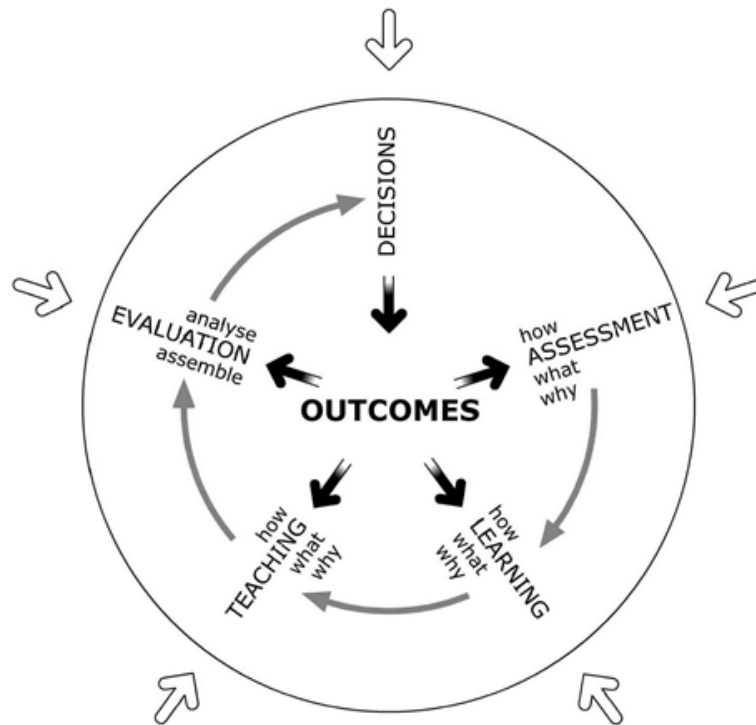 DECISIONS
how
ASSESSMENT
what
why
how
LEARNING
what
why
how
TEACHING
what
why
analyse
EVALUATION
assemble
OUTCOMES